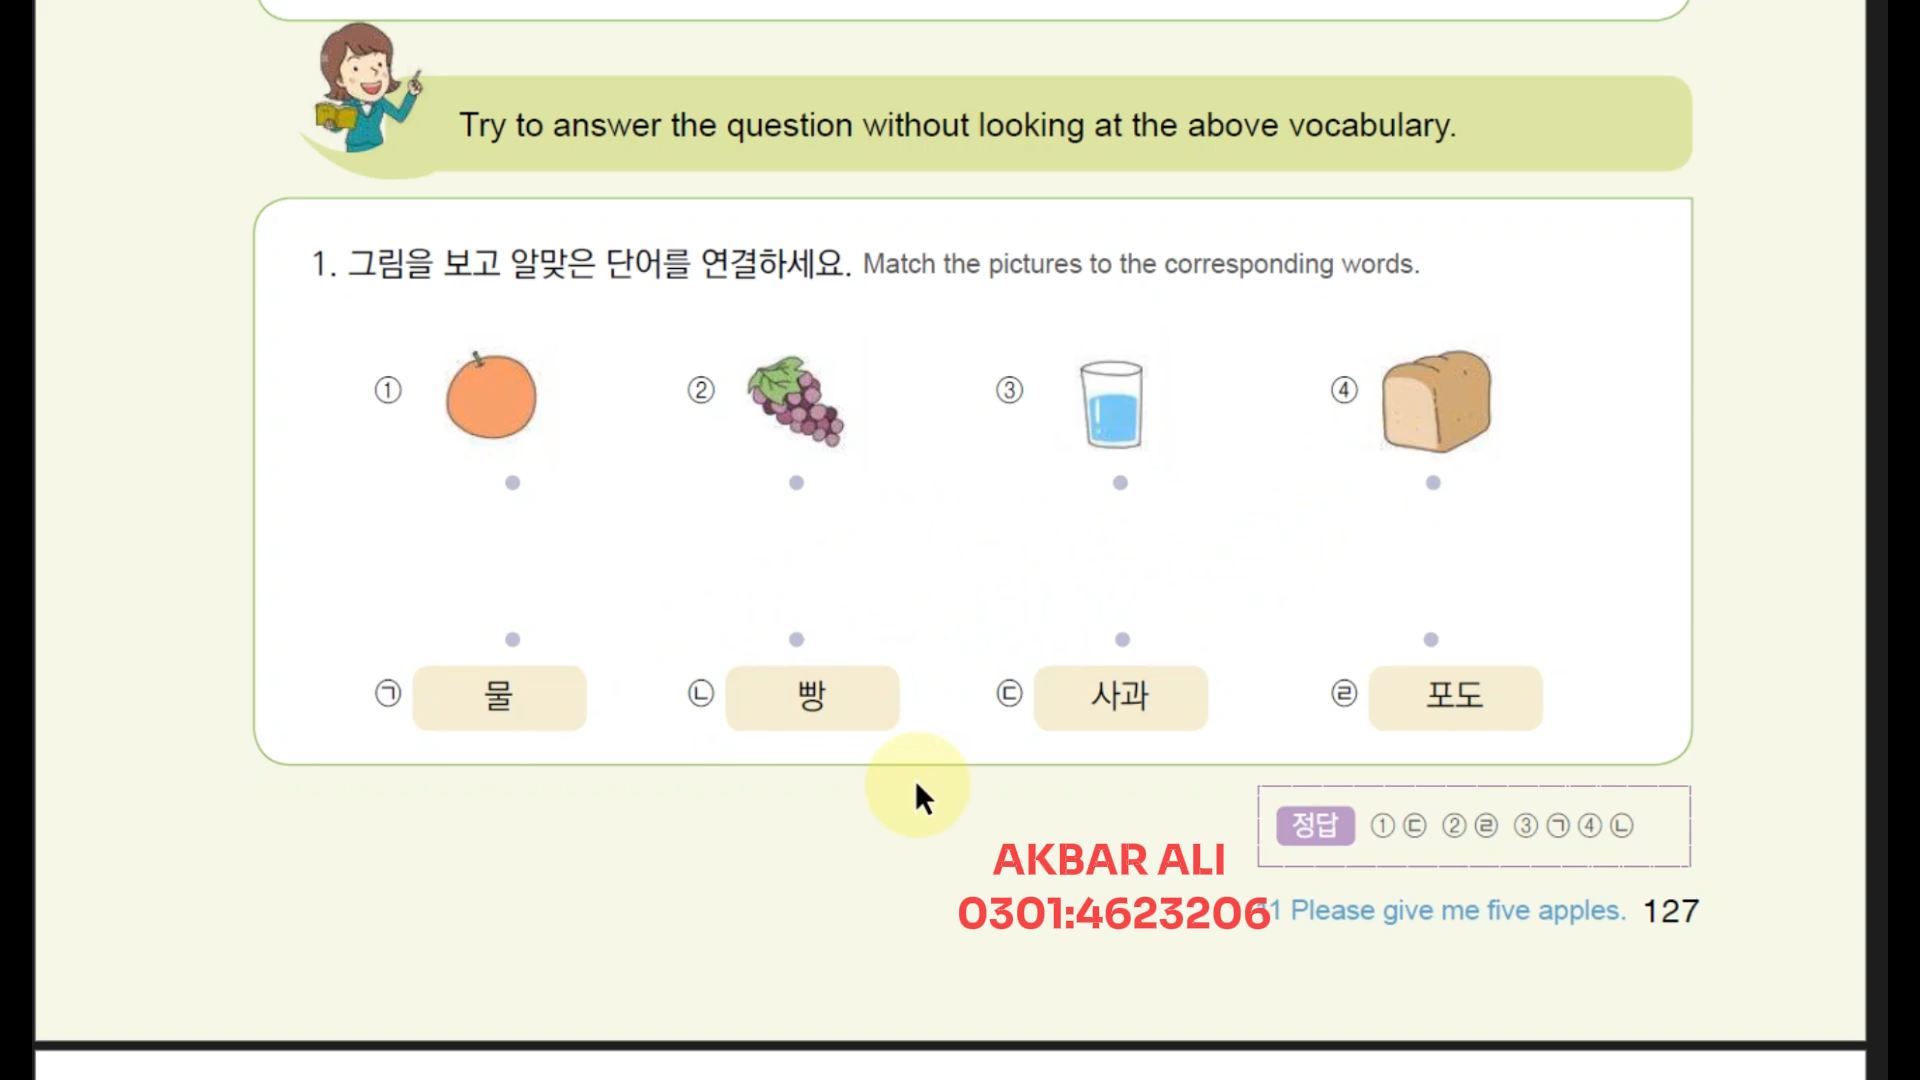 Try to answer the question without looking at the above vocabulary.
1. 그림을 보고 알맞은 단어를 연결하세요. Match the pictures to the corresponding words.
① ② ③ ④
㉠ 물 ㉡ 빵 ㉢ 사과 ㉣ 포도
정답 ① ㉢ ② ㉣ ③ ㉠ ④ ㉡
AKBAR ALI
0301:4623206
1 Please give me five apples. 127